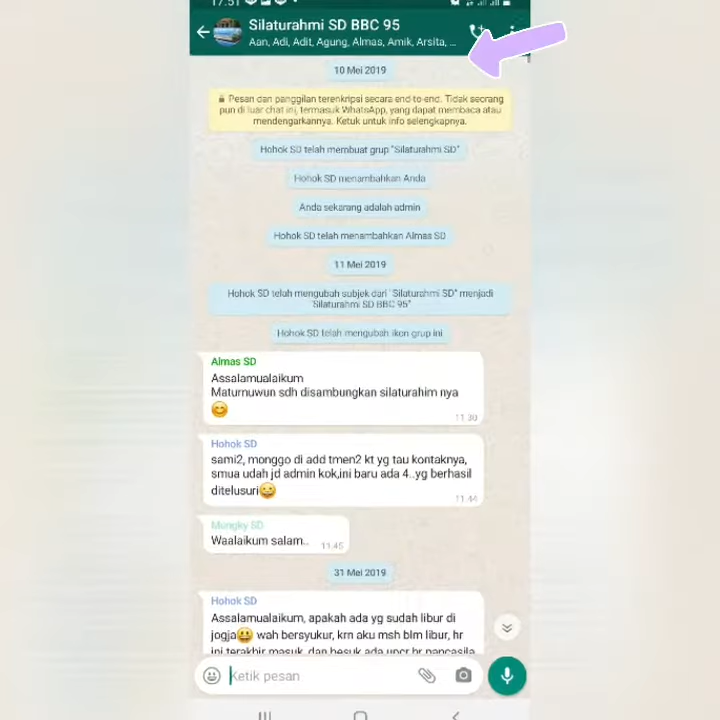 17.51
Silaturahmi SD BBC 95
Aan, Adi, Adit, Agung, Almas, Amik, Arsita, ...
10 Mei 2019
Pesan dan panggilan terenkripsi secara end-to-end. Tidak seorang
pun di luar chat ini, termasuk WhatsApp, yang dapat membaca atau
mendengarkannya. Ketuk untuk info selengkapnya.
Hohok SD telah membuat grup "Silaturahmi SD"
Hohok SD menambahkan Anda
Anda sekarang adalah admin
Hohok SD telah menambahkan Almas SD
11 Mei 2019
Hohok SD telah mengubah subjek dari "Silaturahmi SD" menjadi
"Silaturahmi SD BBC 95"
Hohok SD telah mengubah ikon grup ini
Almas SD
Assalamualaikum
Maturnuwun sdh disambungkan silaturahim nya
😊
11.30
Hohok SD
sami2, monggo di add tmen2 kt yg tau kontaknya,
smua udah jd admin kok,ini baru ada 4..yg berhasil
ditelusuri😄
11.44
Mungky SD
Waalaikum salam..
11.45
31 Mei 2019
Hohok SD
Assalamualaikum, apakah ada yg sudah libur di
jogja😃 wah bersyukur, krn aku msh blm libur, hr
ini terakhir masuk, dan besuk ada upcr hr pancasila
Ketik pesan